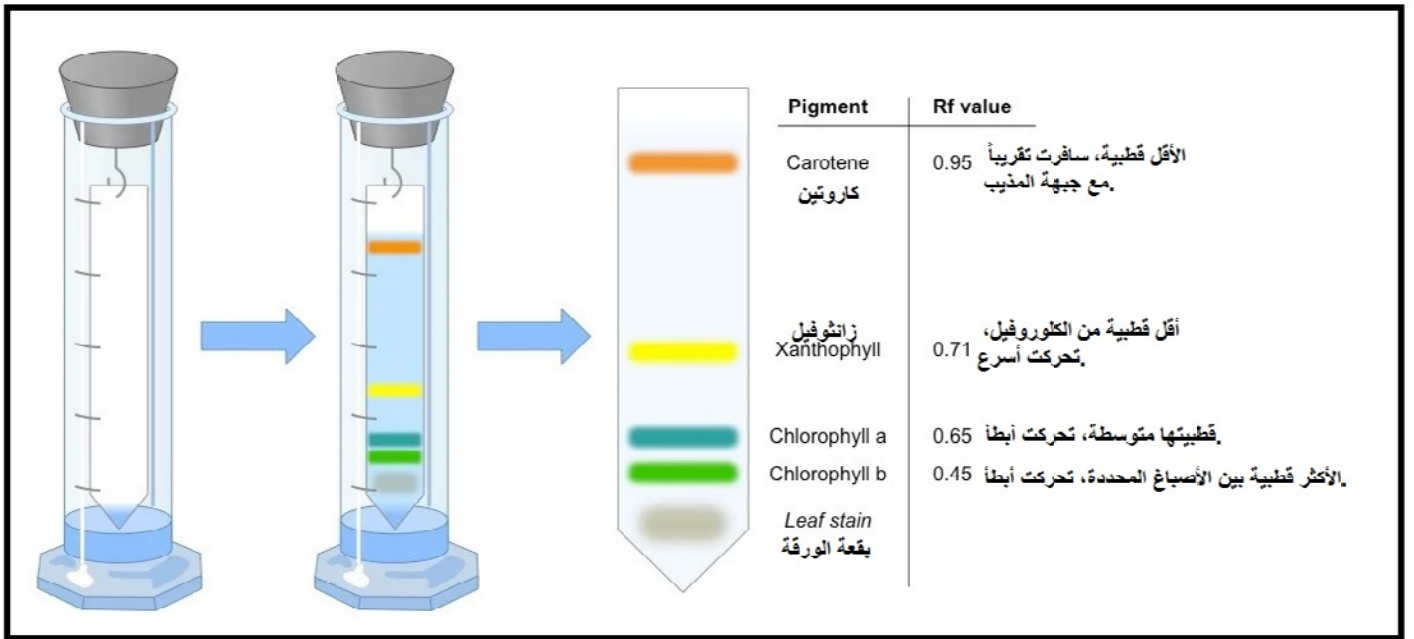 Pigment Rf value
Carotene 0.95 الأقل قطبية، سافرت تقريباً
كاروتين مع جبهة المذيب.
زانثوفيل أقل قطبية من الكلوروفيل،
Xanthophyll 0.71 تحركت أسرع.
Chlorophyll a 0.65 قطبيتها متوسطة، تحركت أبطأ.
Chlorophyll b 0.45 الأكثر قطبية بين الأصباغ المحددة، تحركت أبطأ.
Leaf stain
بقعة الورقة